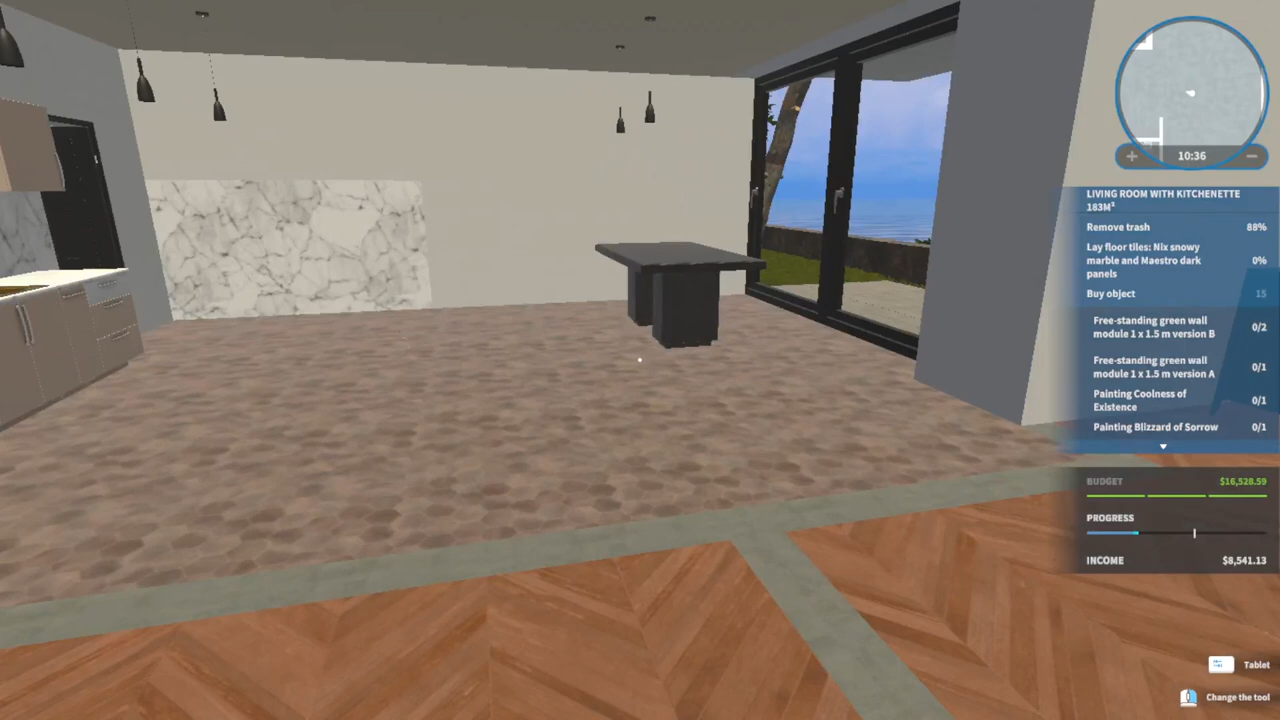 10:36
LIVING ROOM WITH KITCHENETTE
183M²
Remove trash 88%
Lay floor tiles: Nix snowy
marble and Maestro dark 0%
panels
Buy object 15
Free-standing green wall
module 1 x 1.5 m version B 0/2
Free-standing green wall
module 1 x 1.5 m version A 0/1
Painting Coolness of
Existence 0/1
Painting Blizzard of Sorrow 0/1
BUDGET $16,528.59
PROGRESS
INCOME $8,541.13
Tablet
Change the tool